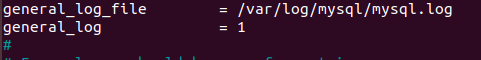 general_log_file = /var/log/mysql/mysql.log
general_log = 1
#